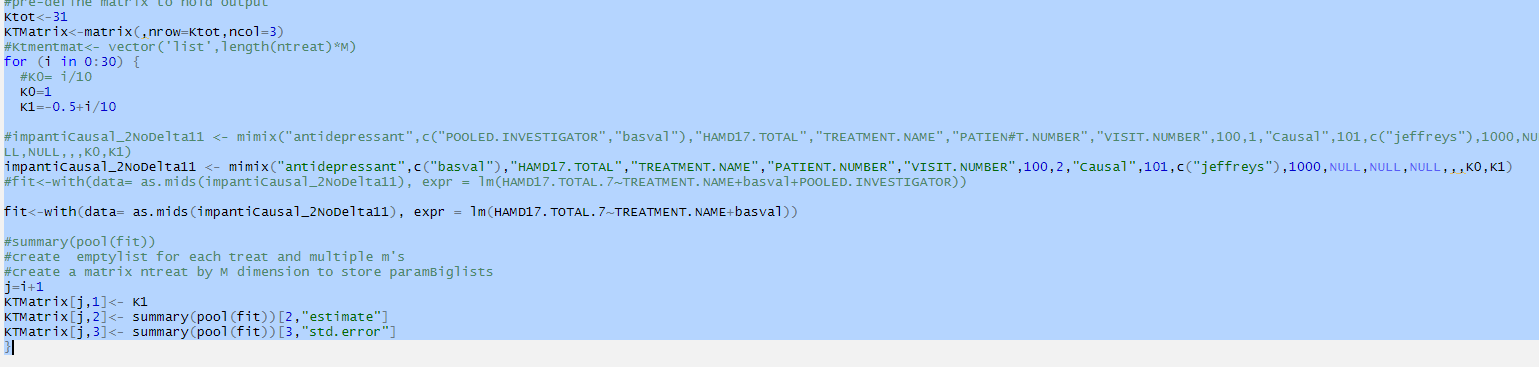 #pre-define matrix to hold output
Ktot<-31
KTMatrix<-matrix(,nrow=Ktot,ncol=3)
#Ktmentmat<- vector('list',length(ntreat)*M)
for (i in 0:30) {
  #K0= i/10
  K0=1
  K1=-0.5+i/10

#impantiCausal_2NoDelta11 <- mimix("antidepressant",c("POOLED.INVESTIGATOR","basval"),"HAMD17.TOTAL","TREATMENT.NAME","PATIEN#T.NUMBER","VISIT.NUMBER",100,1,"Causal",101,c("jeffreys"),1000,NU
LL,NULL,,,K0,K1)
impantiCausal_2NoDelta11 <- mimix("antidepressant",c("basval"),"HAMD17.TOTAL","TREATMENT.NAME","PATIENT.NUMBER","VISIT.NUMBER",100,2,"Causal",101,c("jeffreys"),1000,NULL,NULL,NULL,,,K0,K1)
#fit<-with(data= as.mids(impantiCausal_2NoDelta11), expr = lm(HAMD17.TOTAL.7~TREATMENT.NAME+basval+POOLED.INVESTIGATOR))

fit<-with(data= as.mids(impantiCausal_2NoDelta11), expr = lm(HAMD17.TOTAL.7~TREATMENT.NAME+basval))

#summary(pool(fit))
#create  emptylist for each treat and multiple m's
#create a matrix ntreat by M dimension to store paramBiglists
j=i+1
KTMatrix[j,1]<- K1
KTMatrix[j,2]<- summary(pool(fit))[2,"estimate"]
KTMatrix[j,3]<- summary(pool(fit))[3,"std.error"]
}